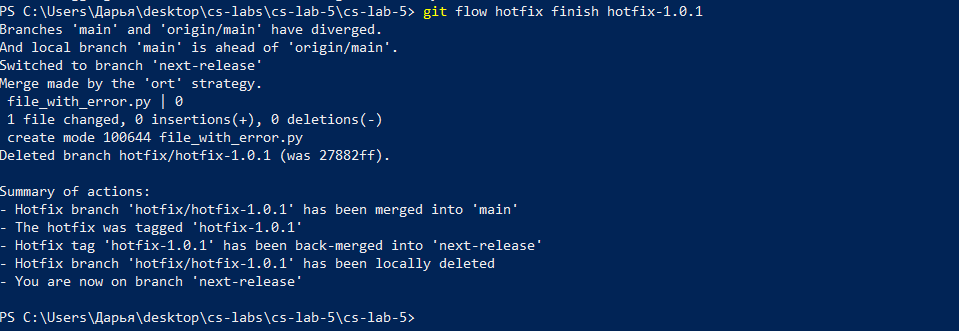 PS C:\Users\Дарья\desktop\cs-labs\cs-lab-5\cs-lab-5> git flow hotfix finish hotfix-1.0.1
Branches 'main' and 'origin/main' have diverged.
And local branch 'main' is ahead of 'origin/main'.
Switched to branch 'next-release'
Merge made by the 'ort' strategy.
 file_with_error.py | 0
 1 file changed, 0 insertions(+), 0 deletions(-)
 create mode 100644 file_with_error.py
Deleted branch hotfix/hotfix-1.0.1 (was 27882ff).

Summary of actions:
- Hotfix branch 'hotfix/hotfix-1.0.1' has been merged into 'main'
- The hotfix was tagged 'hotfix-1.0.1'
- Hotfix tag 'hotfix-1.0.1' has been back-merged into 'next-release'
- Hotfix branch 'hotfix/hotfix-1.0.1' has been locally deleted
- You are now on branch 'next-release'

PS C:\Users\Дарья\desktop\cs-labs\cs-lab-5\cs-lab-5>